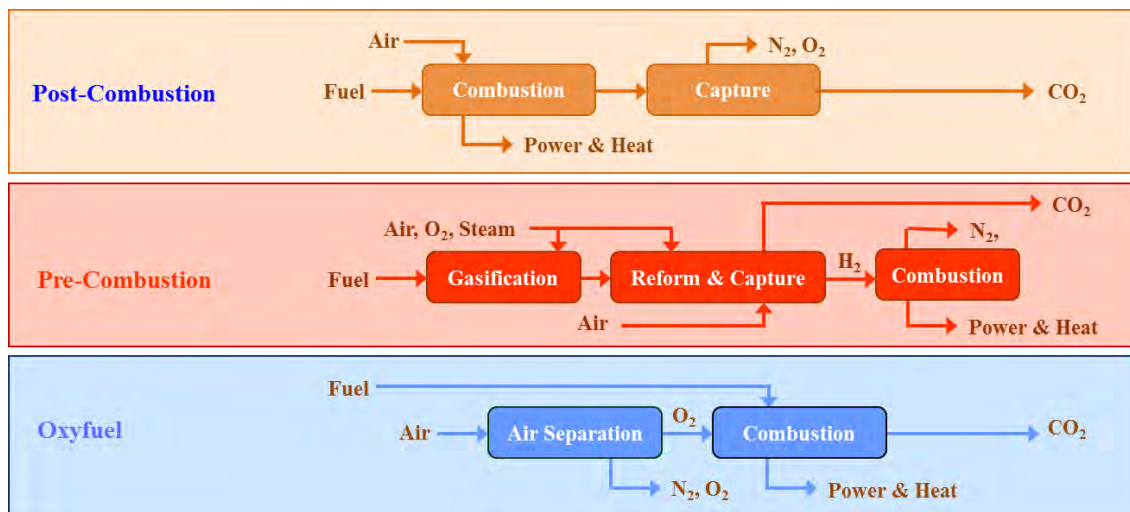 Post-Combustion
Air
Fuel
Combustion
Capture
N₂, O₂
CO₂
Power & Heat
Pre-Combustion
Air, O₂, Steam
Fuel
Gasification
Reform & Capture
Air
H₂
Combustion
CO₂
N₂,
Power & Heat
Oxyfuel
Fuel
Air
Air Separation
O₂
Combustion
CO₂
N₂, O₂
Power & Heat